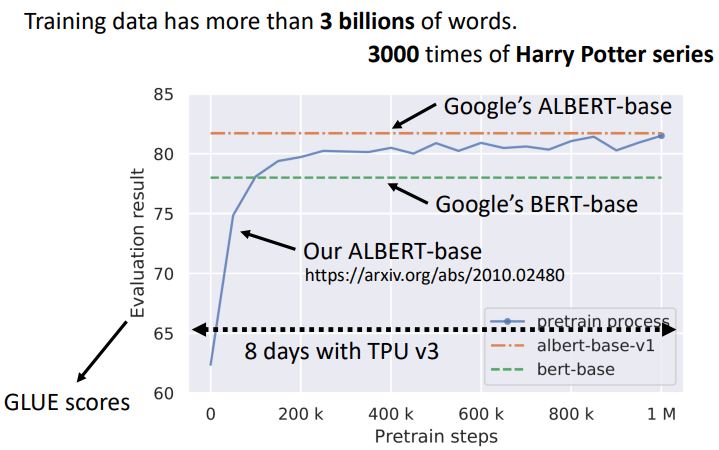 Training data has more than 3 billions of words.
3000 times of Harry Potter series
85
Google's ALBERT-base
80
Google's BERT-base
75
Our ALBERT-base
https://arxiv.org/abs/2010.02480
70
Evaluation result
65
pretrain process
albert-base-v1
bert-base
8 days with TPU v3
60
GLUE scores
0
200 k
400 k
600 k
800 k
1 M
Pretrain steps